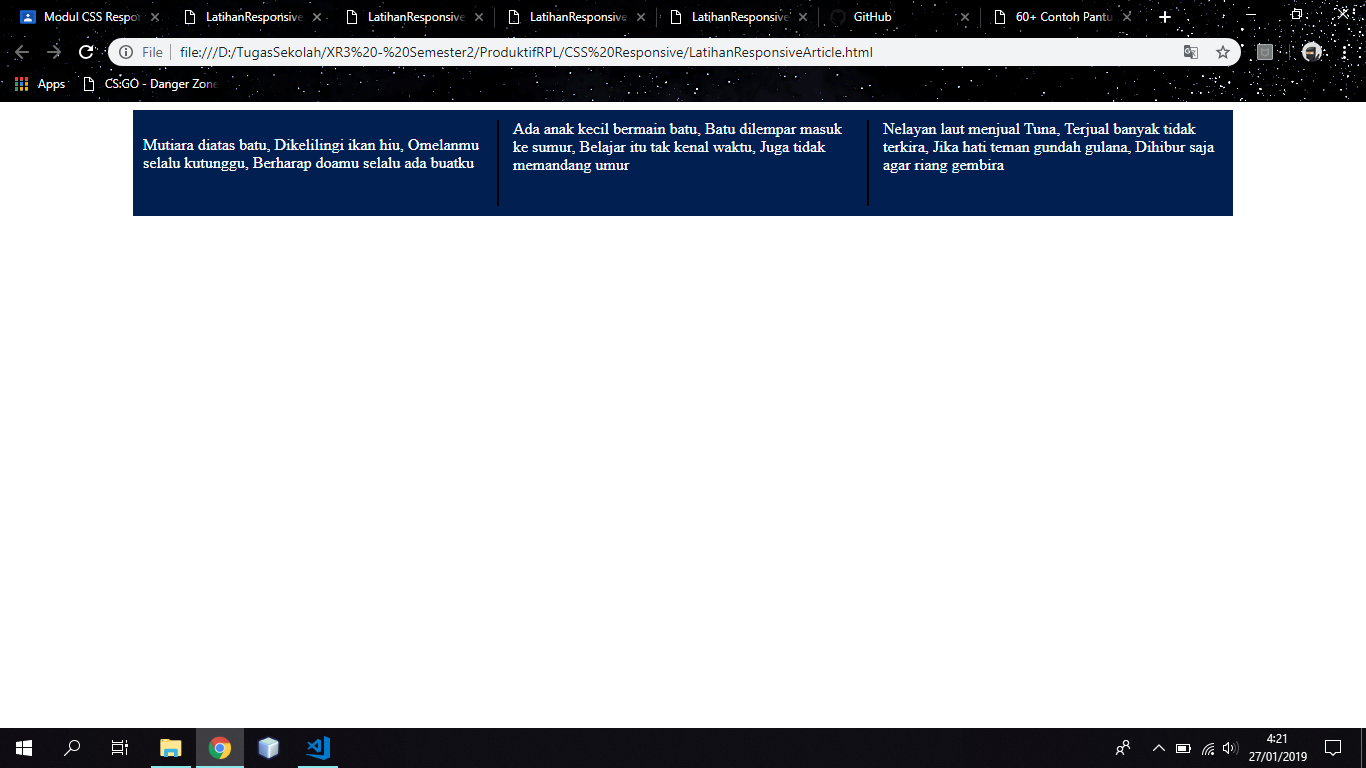 Modul CSS Respo
LatihanResponsive
LatihanResponsive
LatihanResponsive
LatihanResponsive
GitHub
60+ Contoh Pantu
File
file:///D:/TugasSekolah/XR3%20-%20Semester2/ProduktifRPL/CSS%20Responsive/LatihanResponsiveArticle.html
Apps
CS:GO - Danger Zone
Mutiara diatas batu, Dikelilingi ikan hiu, Omelanmu
selalu kutunggu, Berharap doamu selalu ada buatku
Ada anak kecil bermain batu, Batu dilempar masuk
ke sumur, Belajar itu tak kenal waktu, Juga tidak
memandang umur
Nelayan laut menjual Tuna, Terjual banyak tidak
terkira, Jika hati teman gundah gulana, Dihibur saja
agar riang gembira
4:21
27/01/2019